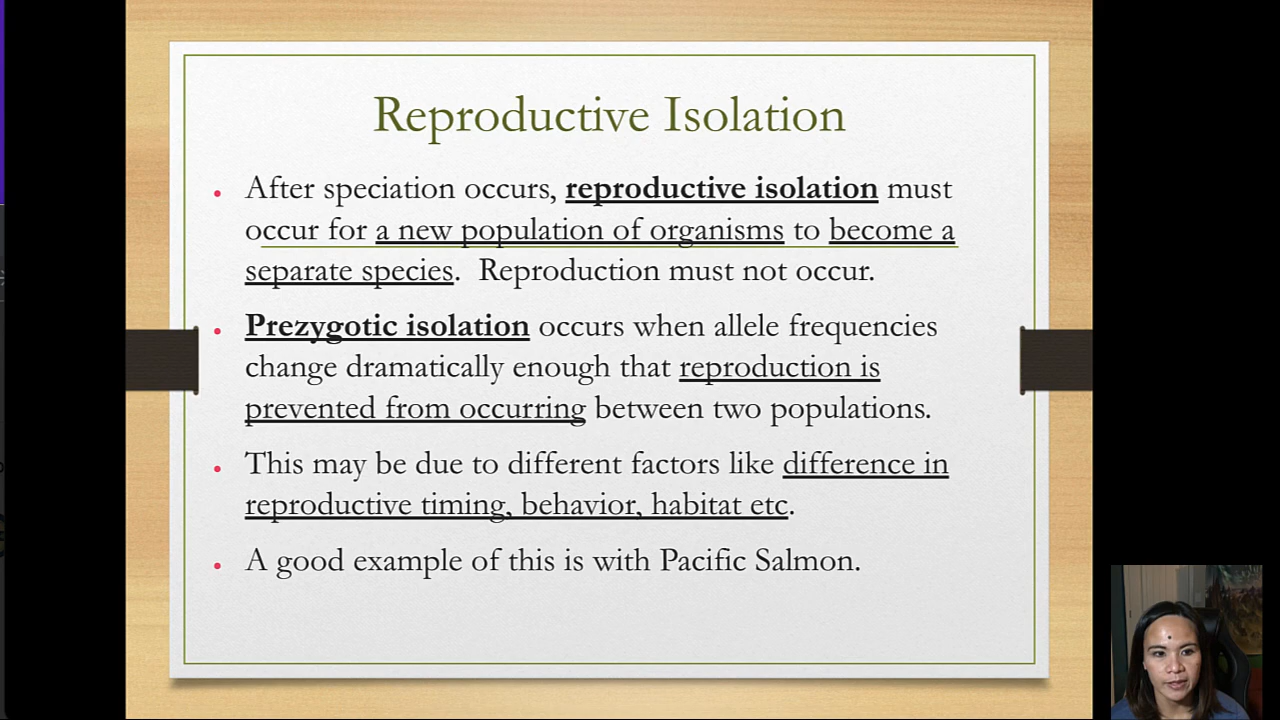 Reproductive Isolation
• After speciation occurs, reproductive isolation must
occur for a new population of organisms to become a
separate species.  Reproduction must not occur.
• Prezygotic isolation occurs when allele frequencies
change dramatically enough that reproduction is
prevented from occurring between two populations.
• This may be due to different factors like difference in
reproductive timing, behavior, habitat etc.
• A good example of this is with Pacific Salmon.